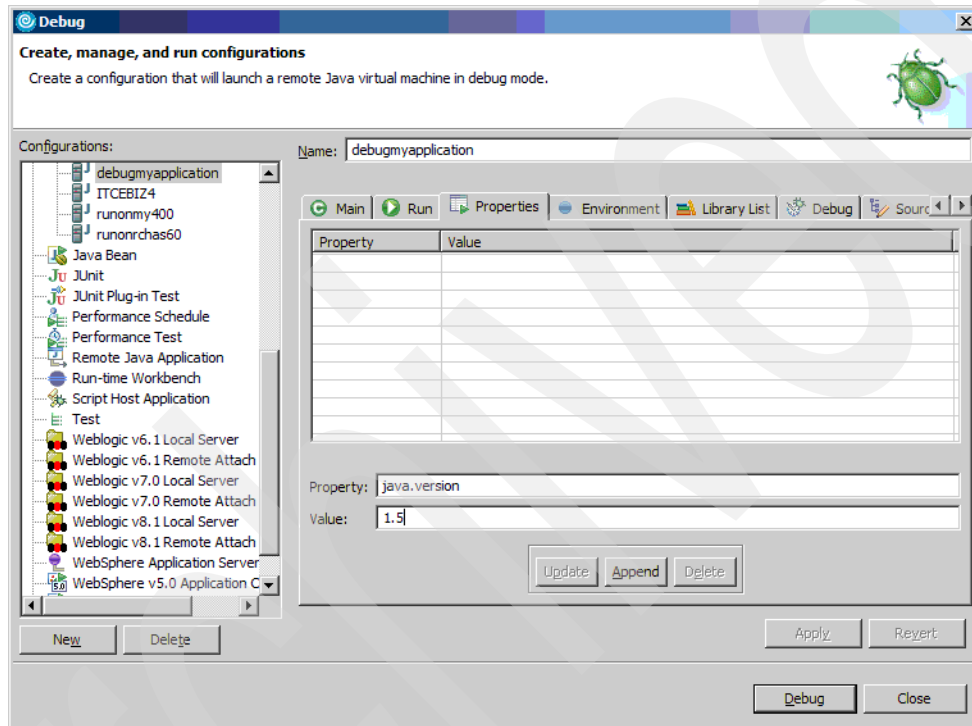 Debug
Create, manage, and run configurations
Create a configuration that will launch a remote Java virtual machine in debug mode.
Configurations:
debugmyapplication
ITCEBIZ4
runonmy400
runonrchas60
Java Bean
JUnit
JUnit Plug-in Test
Performance Schedule
Performance Test
Remote Java Application
Run-time Workbench
Script Host Application
Test
Weblogic v6.1 Local Server
Weblogic v6.1 Remote Attach
Weblogic v7.0 Local Server
Weblogic v7.0 Remote Attach
Weblogic v8.1 Local Server
Weblogic v8.1 Remote Attach
WebSphere Application Server
WebSphere v5.0 Application C
New Delete
Name: debugmyapplication
Main Run Properties Environment Library List Debug Sourc
Property Value
Property: java.version
Value: 1.5
Update Append Delete
Apply Revert
Debug Close